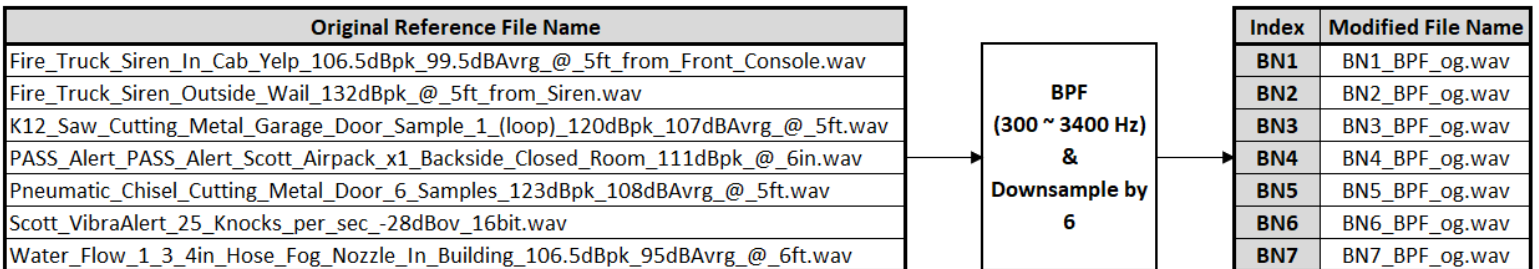 Original Reference File Name
Fire_Truck_Siren_In_Cab_Yelp_106.5dBpk_99.5dBAvrg_@_5ft_from_Front_Console.wav
Fire_Truck_Siren_Outside_Wail_132dBpk_@_5ft_from_Siren.wav
K12_Saw_Cutting_Metal_Garage_Door_Sample_1_(loop)_120dBpk_107dBAvrg_@_5ft.wav
PASS_Alert_PASS_Alert_Scott_Airpack_x1_Backside_Closed_Room_111dBpk_@_6in.wav
Pneumatic_Chisel_Cutting_Metal_Door_6_Samples_123dBpk_108dBAvrg_@_5ft.wav
Scott_VibraAlert_25_Knocks_per_sec_-28dBov_16bit.wav
Water_Flow_1_3_4in_Hose_Fog_Nozzle_In_Building_106.5dBpk_95dBAvrg_@_6ft.wav
BPF
(300 ~ 3400 Hz)
&
Downsample by
6
Index Modified File Name
BN1 BN1_BPF_og.wav
BN2 BN2_BPF_og.wav
BN3 BN3_BPF_og.wav
BN4 BN4_BPF_og.wav
BN5 BN5_BPF_og.wav
BN6 BN6_BPF_og.wav
BN7 BN7_BPF_og.wav